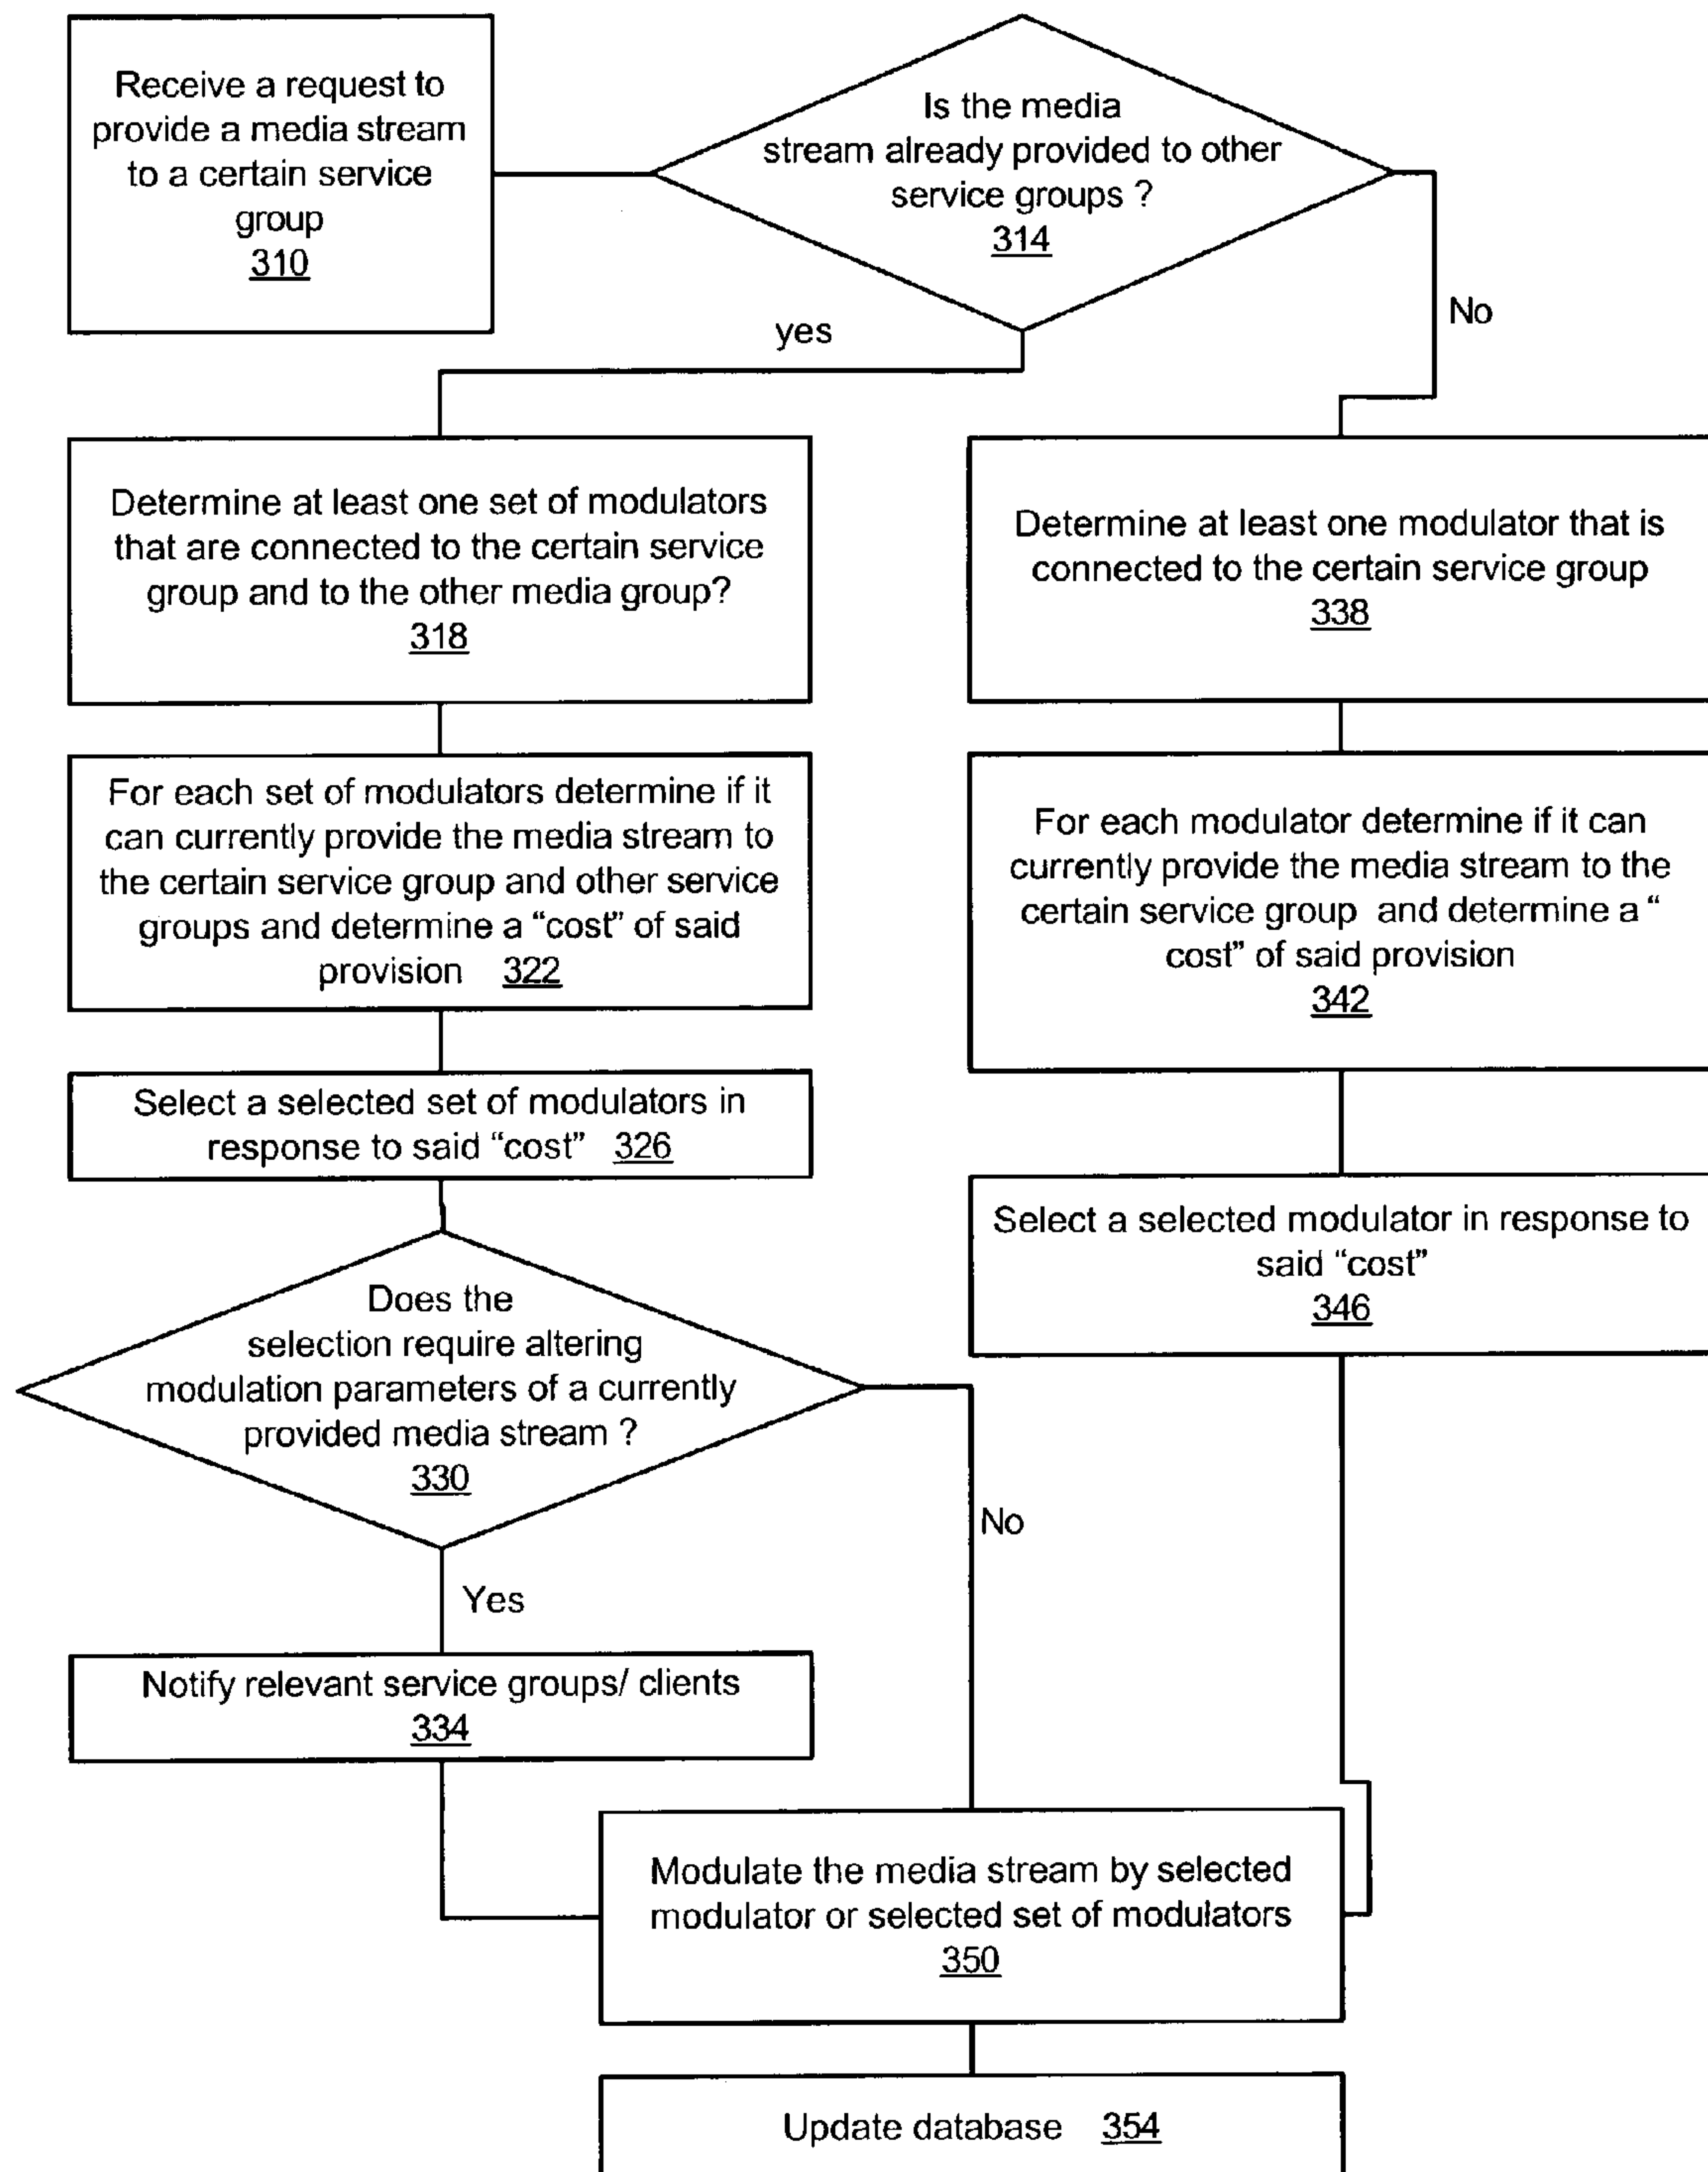 Receive a request to
provide a media stream
to a certain service
group
310
Is the media
stream already provided to other
service groups ?
314
yes
No
Determine at least one set of modulators
that are connected to the certain service
group and to the other media group?
318
Determine at least one modulator that is
connected to the certain service group
338
For each set of modulators determine if it
can currently provide the media stream to
the certain service group and other service
groups and determine a “cost” of said
provision 322
For each modulator determine if it can
currently provide the media stream to the
certain service group and determine a “
cost” of said provision
342
Select a selected set of modulators in
response to said “cost” 326
Select a selected modulator in response to
said “cost”
346
Does the
selection require altering
modulation parameters of a currently
provided media stream ?
330
No
Yes
Notify relevant service groups/ clients
334
Modulate the media stream by selected
modulator or selected set of modulators
350
Update database 354